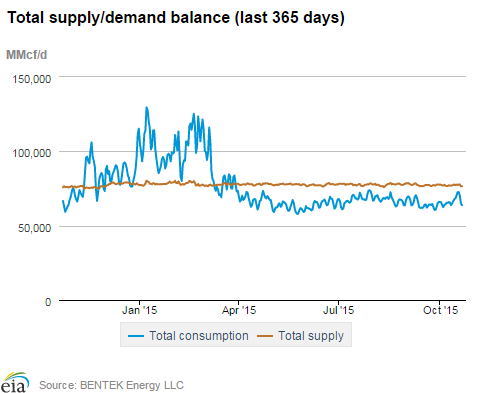 Total supply/demand balance (last 365 days)
MMcf/d
150,000
100,000
50,000
0
Jan '15 Apr '15 Jul '15 Oct '15
Total consumption Total supply
eia Source: BENTEK Energy LLC